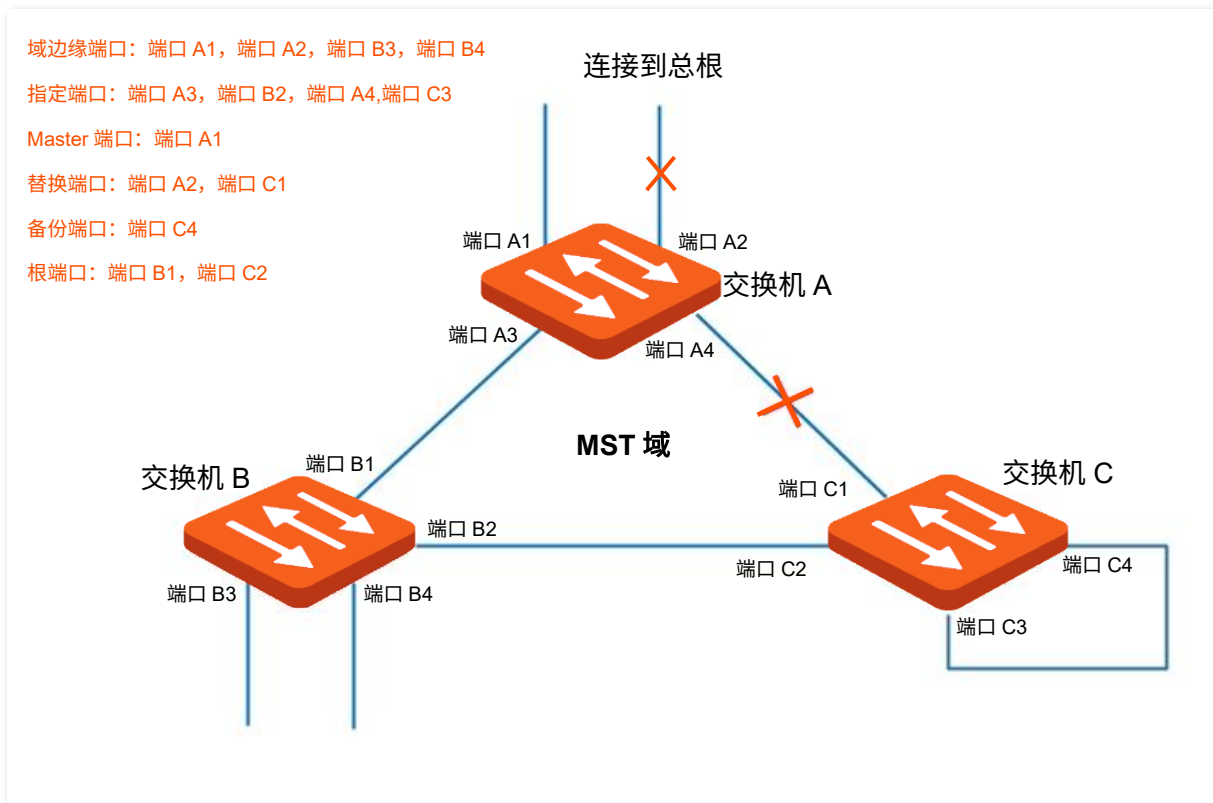 域边缘端口：端口 A1，端口 A2，端口 B3，端口 B4
连接到总根
指定端口：端口 A3，端口 B2，端口 A4,端口 C3
Master 端口：端口 A1
替换端口：端口 A2，端口 C1
备份端口：端口 C4
根端口：端口 B1，端口 C2
端口 A1
端口 A2
交换机 A
端口 A3
端口 A4
MST 域
端口 B1
交换机 B
交换机 C
端口 C1
端口 B2
端口 C2
端口 C4
端口 B3
端口 B4
端口 C3